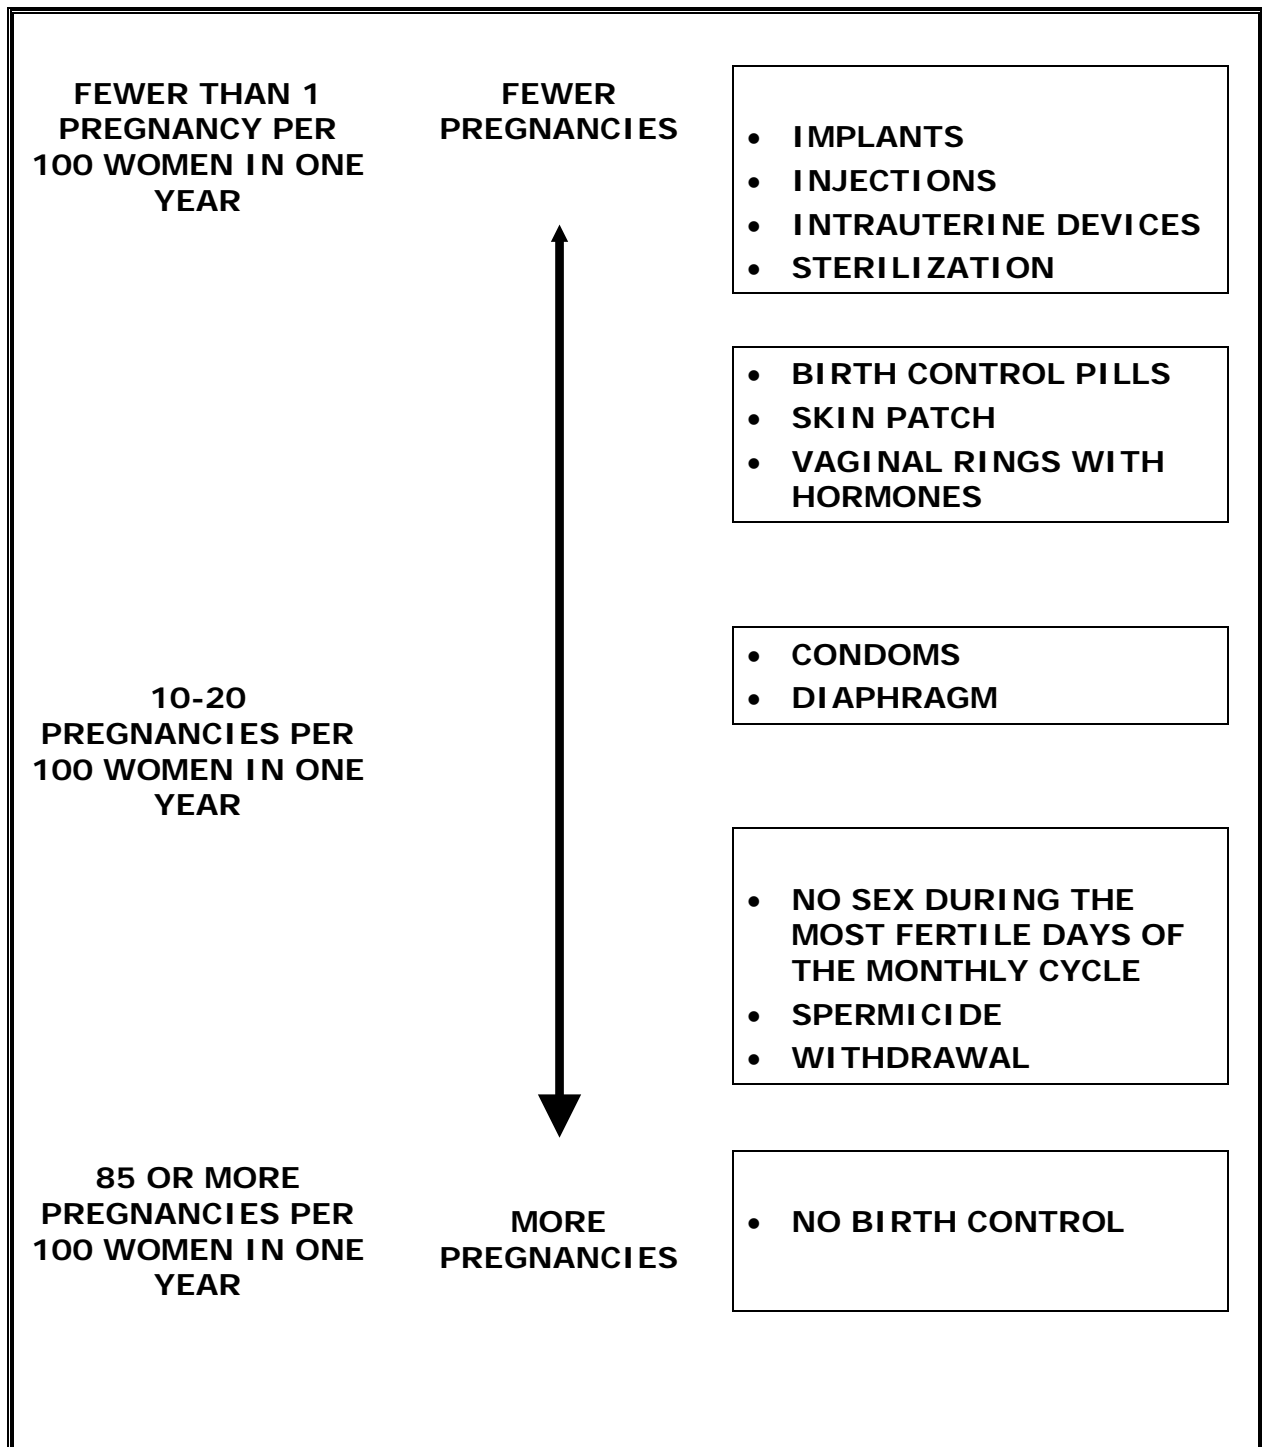 FEWER THAN 1
PREGNANCY PER
100 WOMEN IN ONE
YEAR
FEWER
PREGNANCIES
• IMPLANTS
• INJECTIONS
• INTRAUTERINE DEVICES
• STERILIZATION
• BIRTH CONTROL PILLS
• SKIN PATCH
• VAGINAL RINGS WITH
HORMONES
• CONDOMS
• DIAPHRAGM
10-20
PREGNANCIES PER
100 WOMEN IN ONE
YEAR
• NO SEX DURING THE
MOST FERTILE DAYS OF
THE MONTHLY CYCLE
• SPERMICIDE
• WITHDRAWAL
85 OR MORE
PREGNANCIES PER
100 WOMEN IN ONE
YEAR
MORE
PREGNANCIES
• NO BIRTH CONTROL